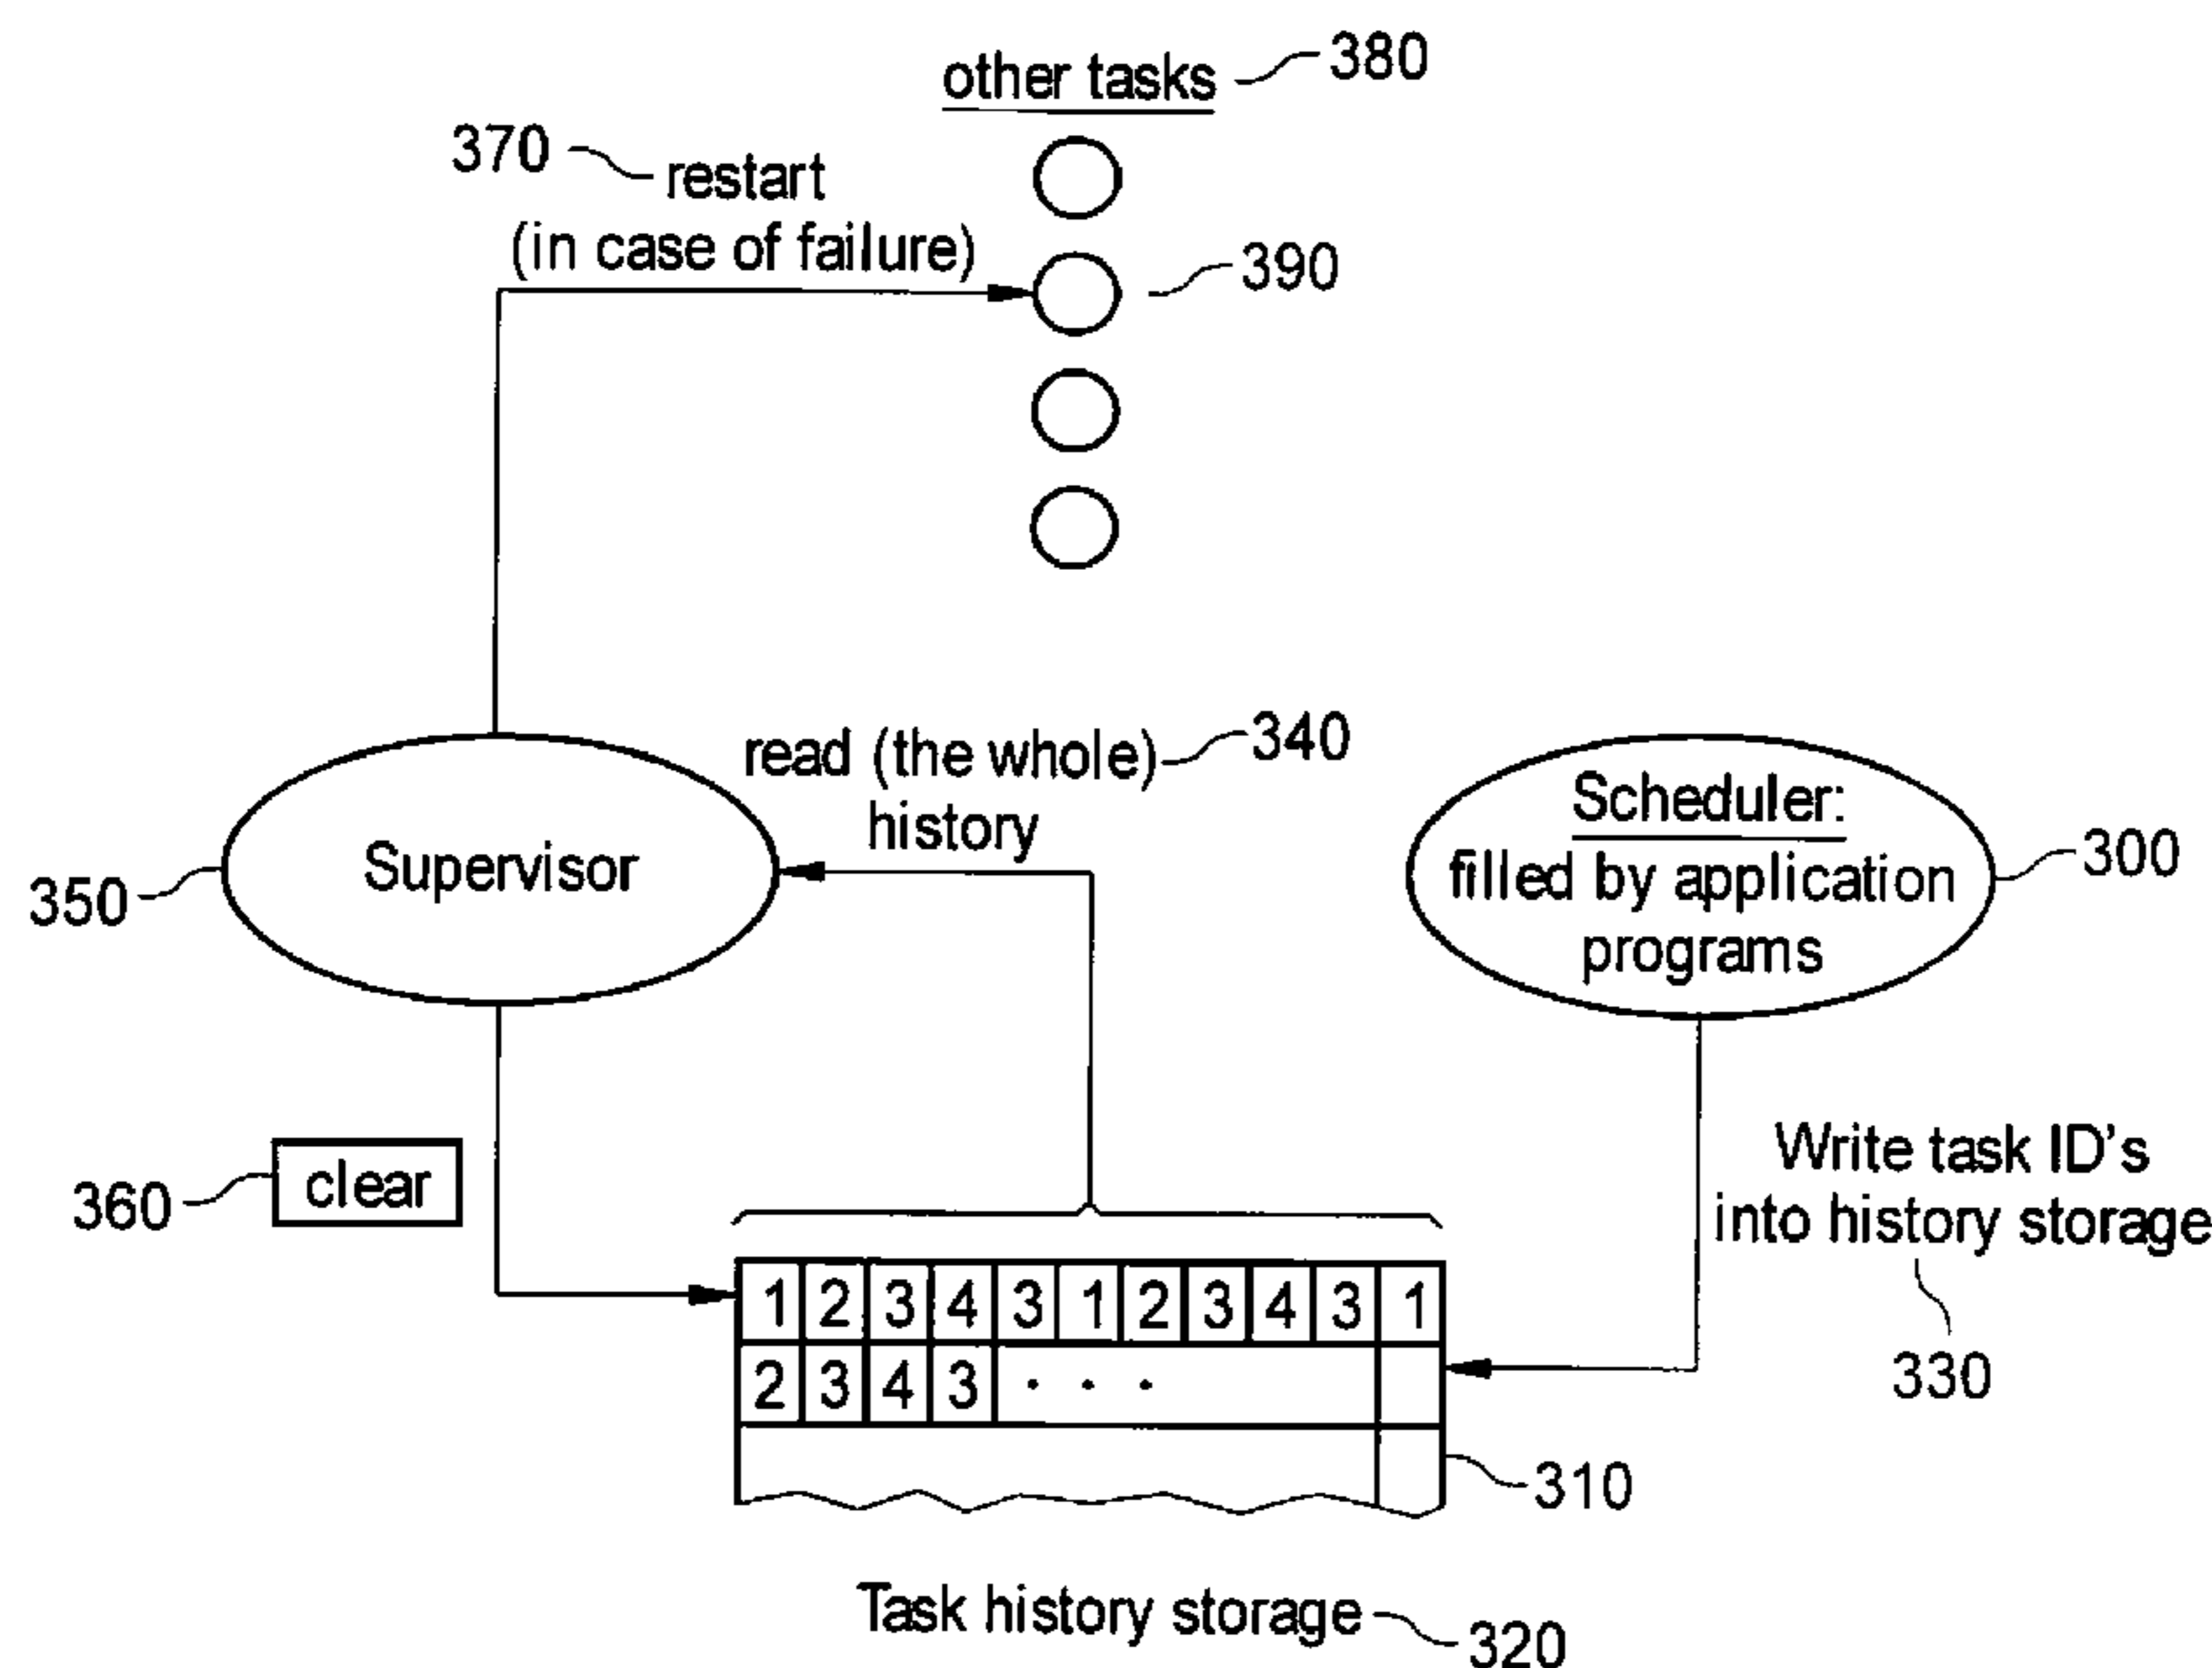 other tasks
380
370
restart
(in case of failure)
390
read (the whole)
history
340
Supervisor
350
Scheduler:
filled by application
programs
300
clear
360
Write task ID's
into history storage
330
1 2 3 4 3 1 2 3 4 3 1
2 3 4 3 . . .
310
Task history storage
320